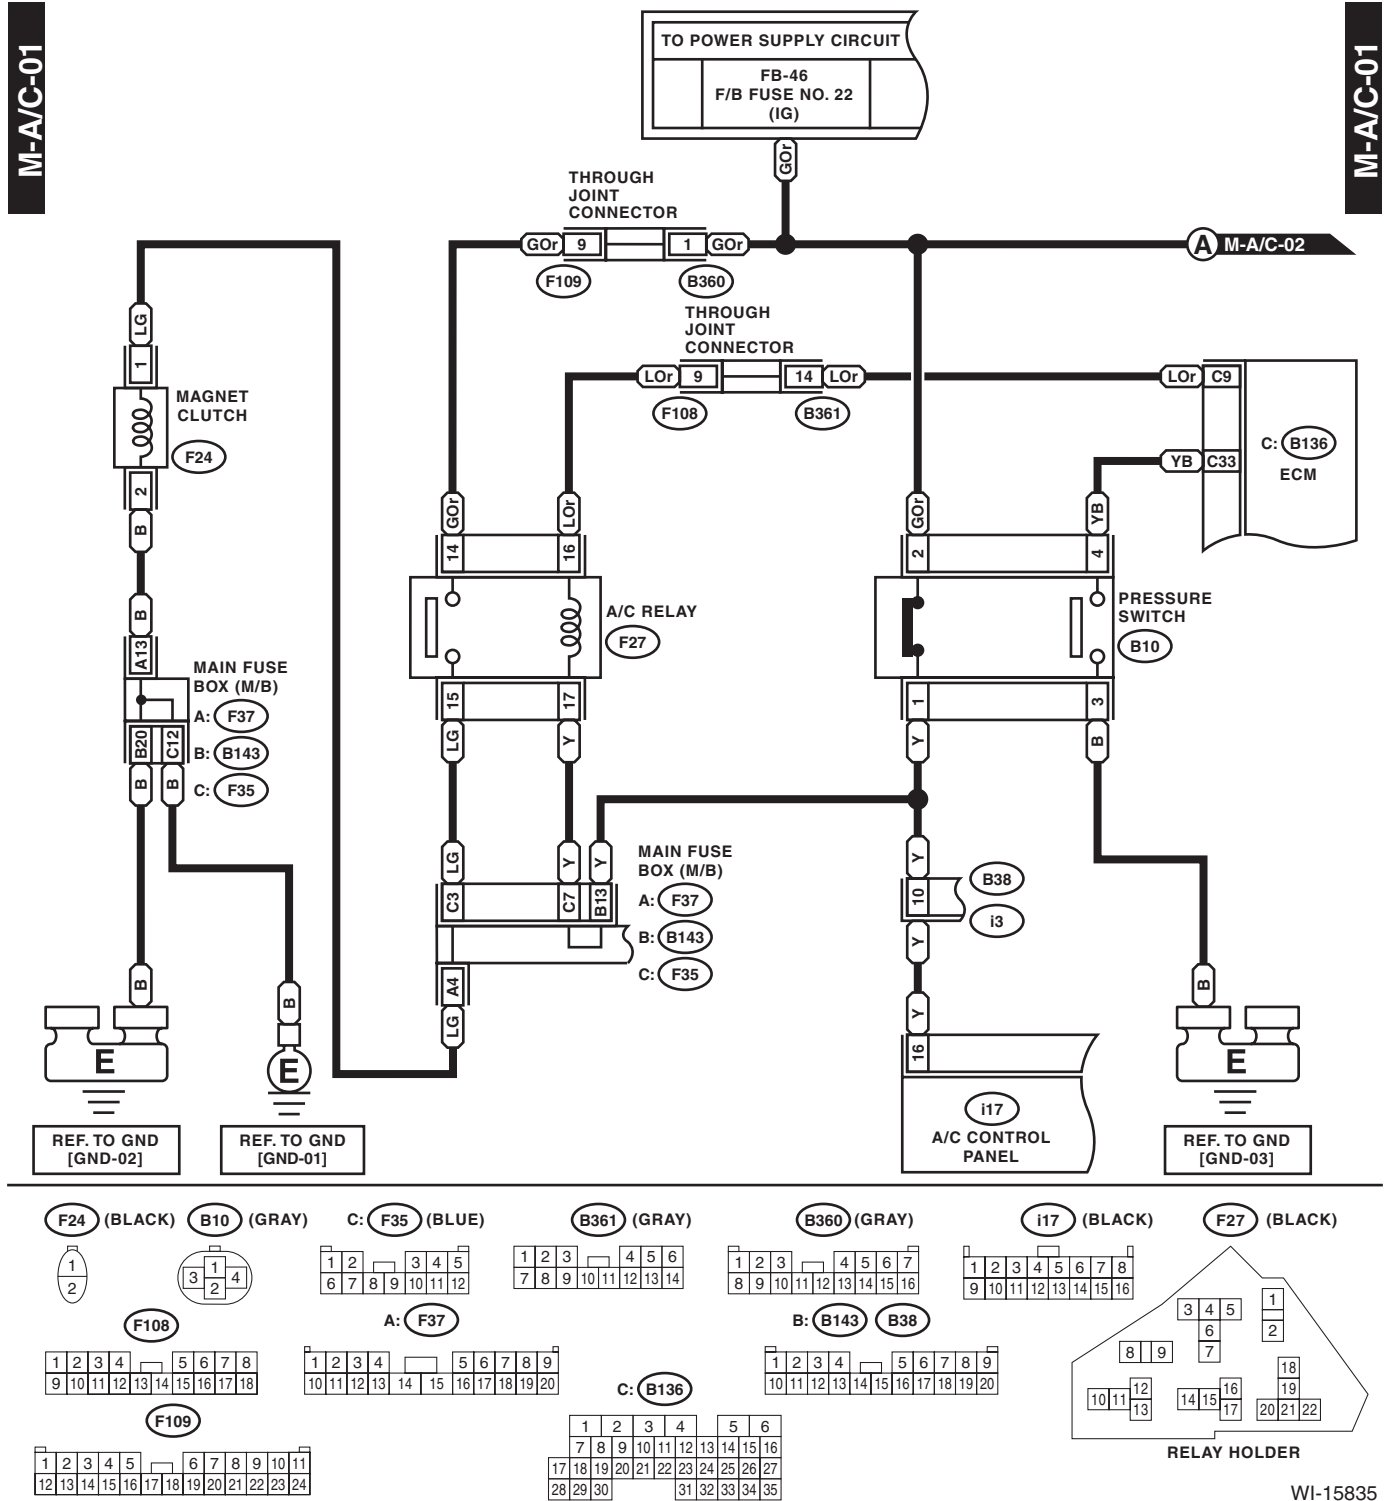 M-A/C-01
M-A/C-01
TO POWER SUPPLY CIRCUIT
FB-46
F/B FUSE NO. 22
(IG)
GOr
THROUGH
JOINT
CONNECTOR
GOr 9 1 GOr
F109 B360
A M-A/C-02
THROUGH
JOINT
CONNECTOR
LOr 9 14 LOr
F108 B361
LOr C9
YB C33
C: B136
ECM
LG
1
MAGNET
CLUTCH
F24
2
B
B
A13
MAIN FUSE
BOX (M/B)
A: F37
B: B143
C: F35
B20 C12
B B
GOr LOr
14 16
A/C RELAY
F27
15 17
LG Y
GOr YB
2 4
PRESSURE
SWITCH
B10
1 3
Y B
LG Y Y
C3 C7 B13
MAIN FUSE
BOX (M/B)
A: F37
B: B143
C: F35
A4
LG
Y
10
B38
i3
Y
Y
16
i17
A/C CONTROL
PANEL
B
E
REF. TO GND
[GND-02]
B
E
REF. TO GND
[GND-01]
B
E
REF. TO GND
[GND-03]
F24 (BLACK)
1
2
B10 (GRAY)
1
3 4
2
C: F35 (BLUE)
1 2 3 4 5
6 7 8 9 10 11 12
B361 (GRAY)
1 2 3 4 5 6
7 8 9 10 11 12 13 14
B360 (GRAY)
1 2 3 4 5 6 7
8 9 10 11 12 13 14 15 16
i17 (BLACK)
1 2 3 4 5 6 7 8
9 10 11 12 13 14 15 16
F27 (BLACK)
3 4 5
6
7
1
2
8 9
10 11 12
13
14 15 16
17
18
19
20 21 22
RELAY HOLDER
F108
1 2 3 4 5 6 7 8
9 10 11 12 13 14 15 16 17 18
A: F37
1 2 3 4 5 6 7 8 9
10 11 12 13 14 15 16 17 18 19 20
B: B143 B38
1 2 3 4 5 6 7 8 9
10 11 12 13 14 15 16 17 18 19 20
F109
1 2 3 4 5 6 7 8 9 10 11
12 13 14 15 16 17 18 19 20 21 22 23 24
C: B136
1 2 3 4 5 6
7 8 9 10 11 12 13 14 15 16
17 18 19 20 21 22 23 24 25 26 27
28 29 30 31 32 33 34 35
WI-15835